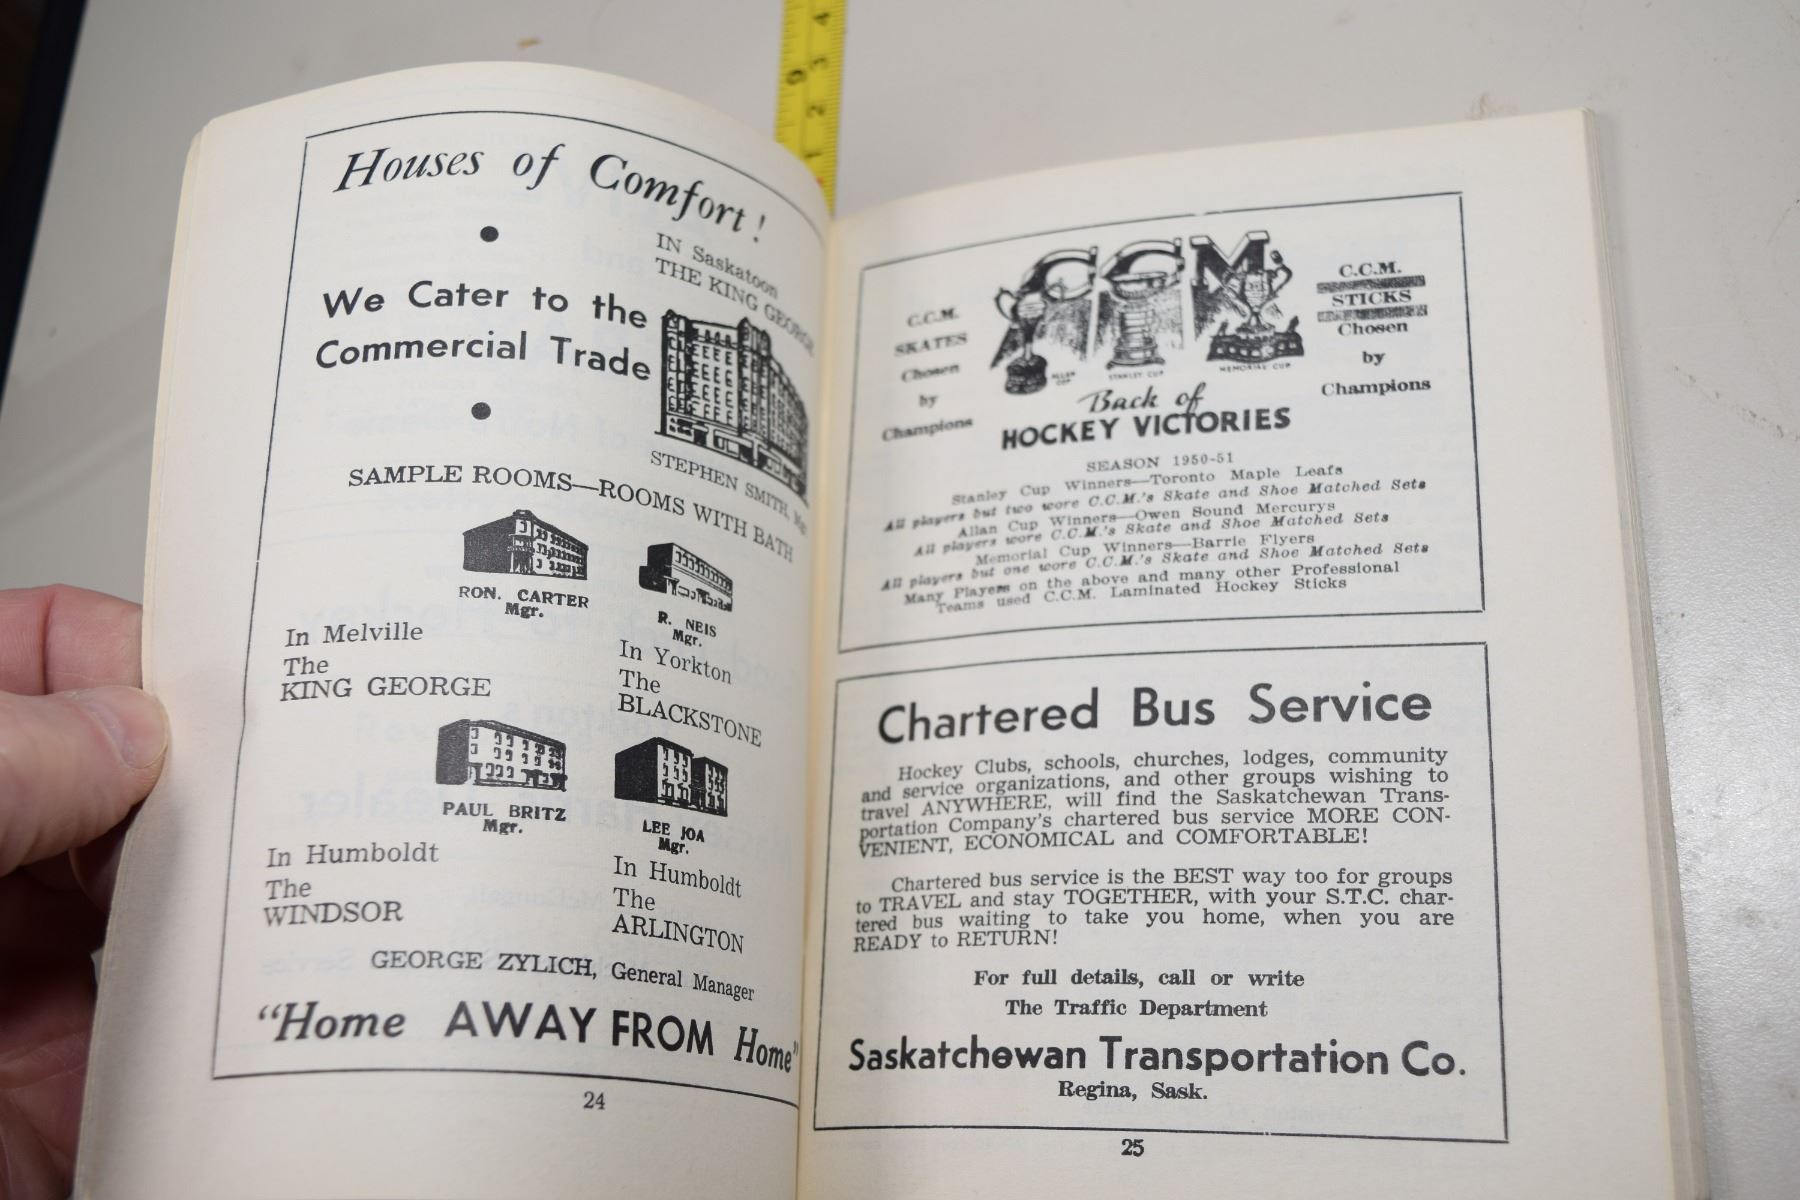 Houses of Comfort!
IN Saskatoon
THE KING GEORGE
We Cater to the
Commercial Trade
STEPHEN SMITH, Mgr.
SAMPLE ROOMS—ROOMS WITH BATH
RON. CARTER
Mgr.
In Melville
The
KING GEORGE
R. NEIS
Mgr.
In Yorkton
The
BLACKSTONE
PAUL BRITZ
Mgr.
In Humboldt
The
WINDSOR
LEE JOA
Mgr.
In Humboldt
The
ARLINGTON
GEORGE ZYLICH, General Manager
"Home AWAY FROM Home"
24
C.C.M.
SKATES
Chosen
by
Champions
CCM
ALLAN CUP
STANLEY CUP
MEMORIAL CUP
C.C.M.
STICKS
Chosen
by
Champions
Back of
HOCKEY VICTORIES
SEASON 1950-51
Stanley Cup Winners—Toronto Maple Leafs
All players but two wore C.C.M.'s Skate and Shoe Matched Sets
Allan Cup Winners—Owen Sound Mercurys
All players wore C.C.M.'s Skate and Shoe Matched Sets
Memorial Cup Winners—Barrie Flyers
All players but one wore C.C.M.'s Skate and Shoe Matched Sets
Many Players on the above and many other Professional
Teams used C.C.M. Laminated Hockey Sticks
Chartered Bus Service
Hockey Clubs, schools, churches, lodges, community
and service organizations, and other groups wishing to
travel ANYWHERE, will find the Saskatchewan Trans-
portation Company's chartered bus service MORE CON-
VENIENT, ECONOMICAL and COMFORTABLE!
Chartered bus service is the BEST way too for groups
to TRAVEL and stay TOGETHER, with your S.T.C. char-
tered bus waiting to take you home, when you are
READY to RETURN!
For full details, call or write
The Traffic Department
Saskatchewan Transportation Co.
Regina, Sask.
25